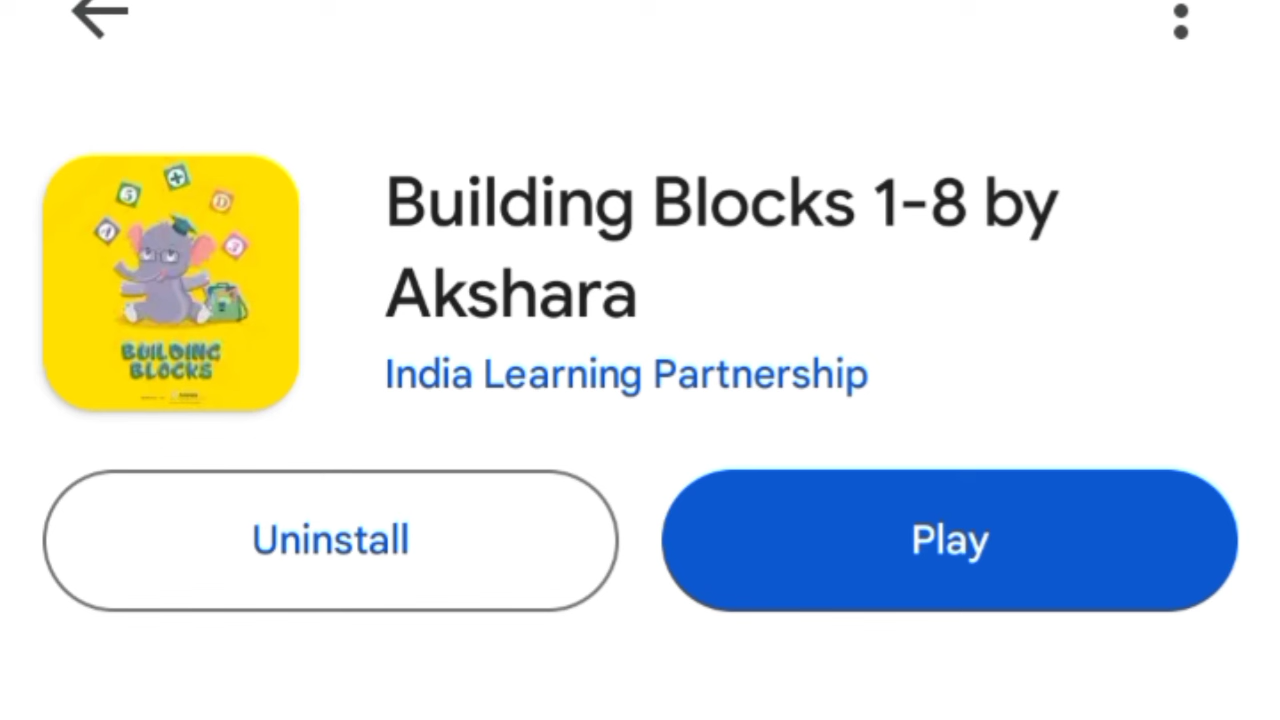 Building Blocks 1-8 by
Akshara
India Learning Partnership
BUILDING
BLOCKS
Uninstall
Play